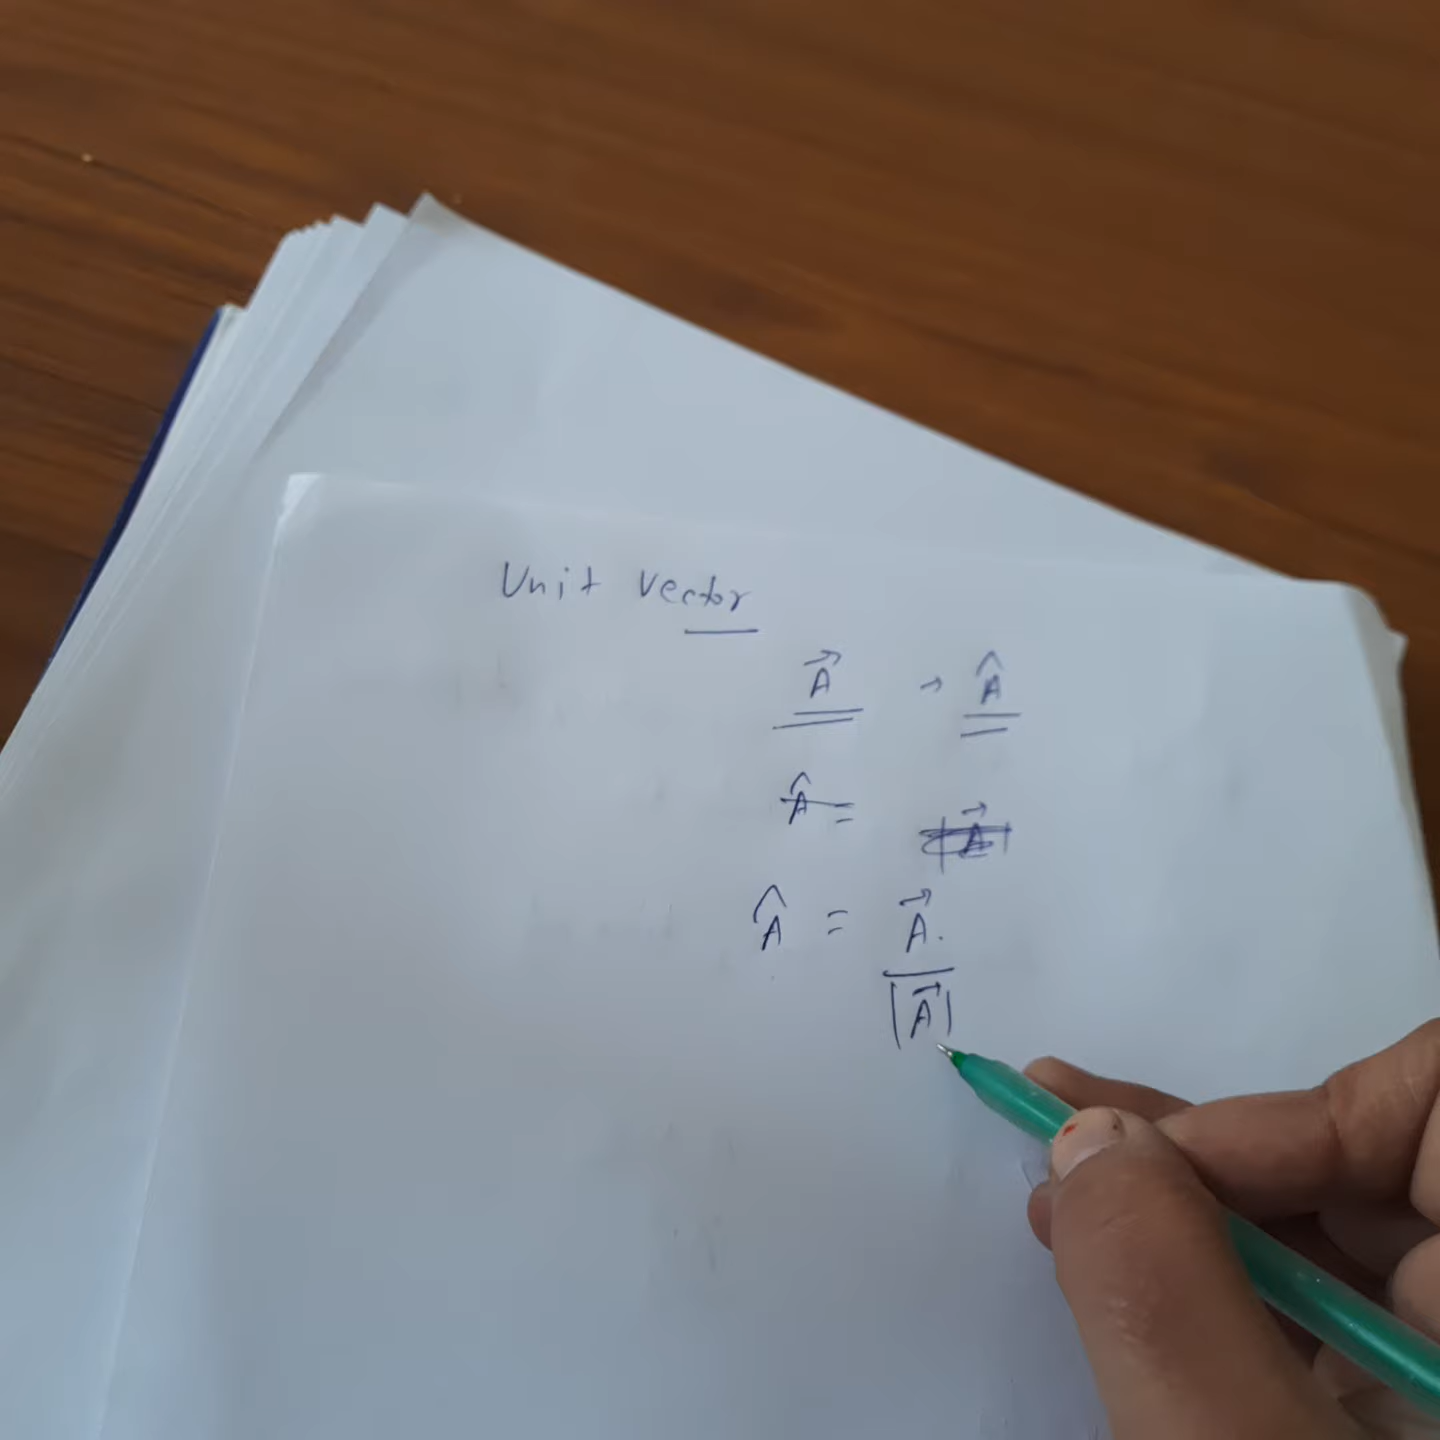 Unit Vector
A⃗ → Â
Â =
Â = A⃗.
|A⃗|